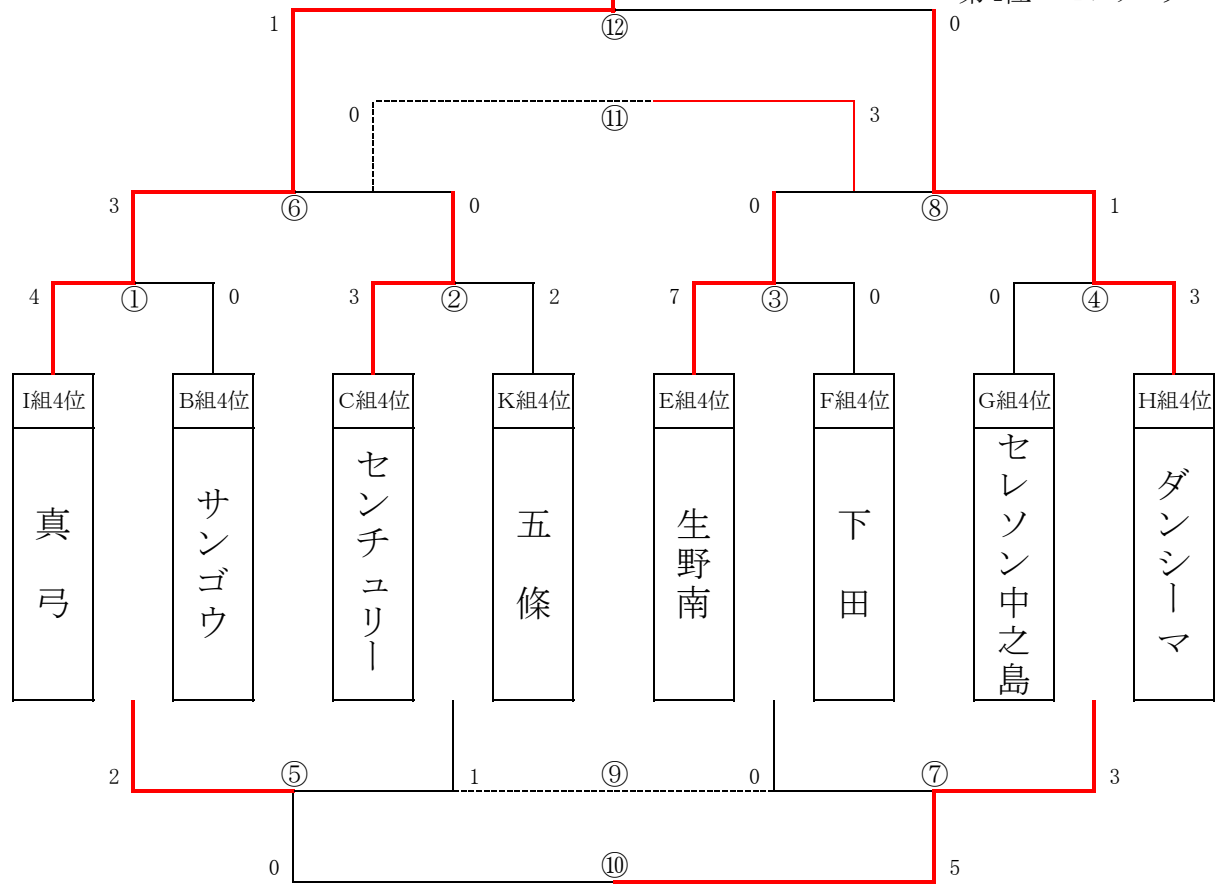 1 ⑫ 0
0 ⑪ 3
3 ⑥ 0 0 ⑧ 1
4 ① 0 3 ② 2 7 ③ 0 0 ④ 3
I組4位 B組4位 C組4位 K組4位 E組4位 F組4位 G組4位 H組4位
真弓
サンゴウ
センチュリー
五條
生野南
下田
セレソン中之島
ダンシーマ
2 ⑤ 1 ⑨ 0 ⑦ 3
0 ⑩ 5